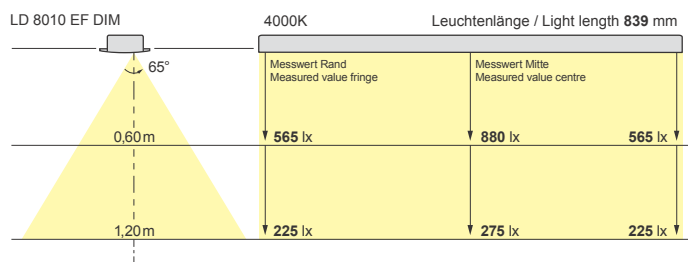 LD 8010 EF DIM 4000K Leuchtenlänge / Light length 839 mm
65°
Messwert Rand
Measured value fringe
Messwert Mitte
Measured value centre
0,60 m 565 lx 880 lx 565 lx
1,20 m 225 lx 275 lx 225 lx